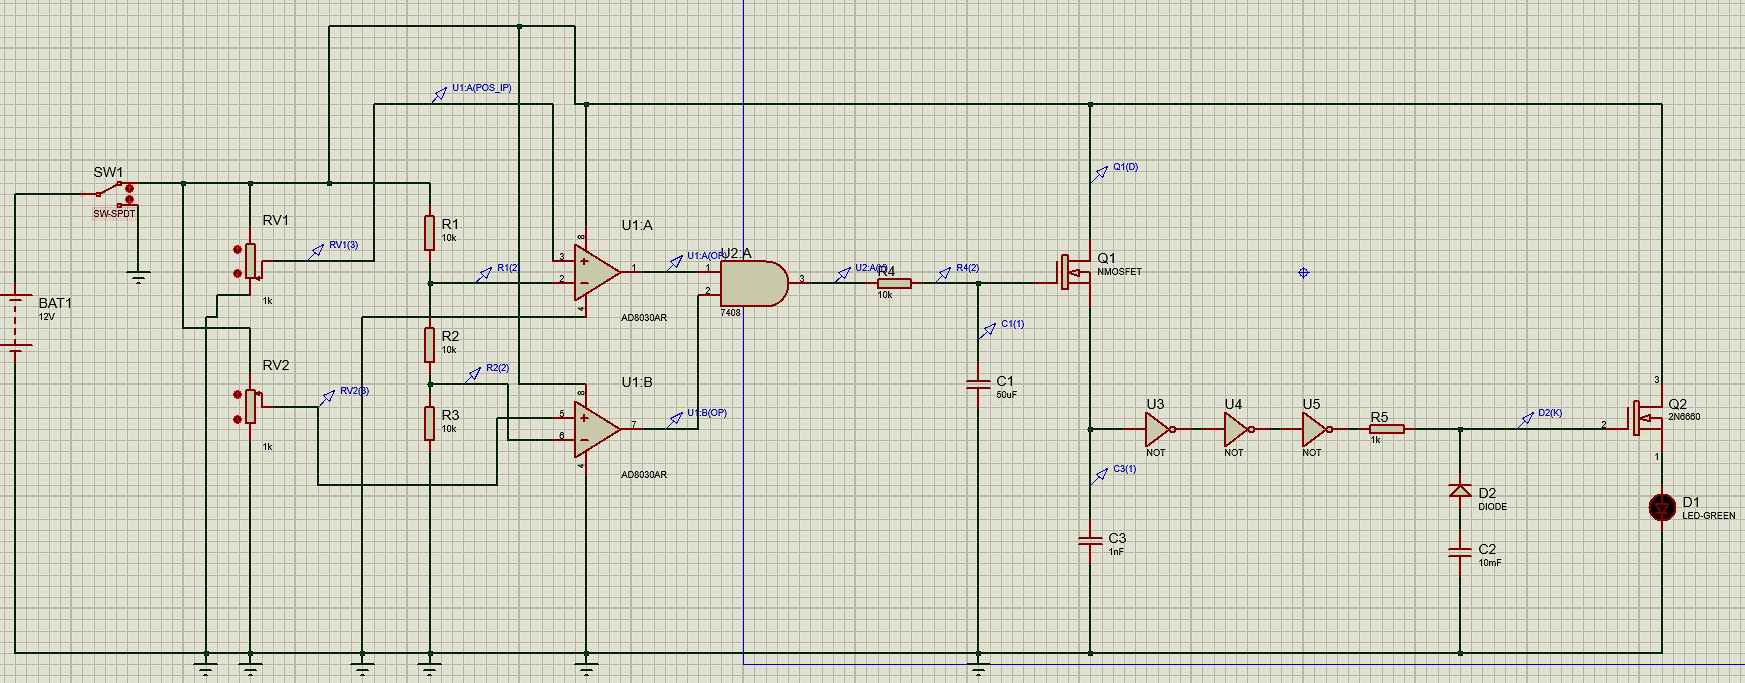 U1:A(POS_IP)
SW1
SW-SPDT
Q1(D)
RV1
RV1(3)
1k
R1
10k
U1:A
R1(2)
3
2
8
1
4
U1:A(OP)
U2:A
1
2
3
7408
AD8030AR
U2:A(
R4
10k
R4(2)
Q1
NMOSFET
BAT1
12V
R2
10k
C1(1)
RV2
RV2(3)
1k
R2(2)
R3
10k
U1:B
5
6
8
7
4
U1:B(OP)
AD8030AR
C1
50uF
U3
NOT
U4
NOT
U5
NOT
R5
1k
D2(K)
3
2
1
Q2
2N6660
C3(1)
C3
1nF
D2
DIODE
C2
10mF
D1
LED-GREEN